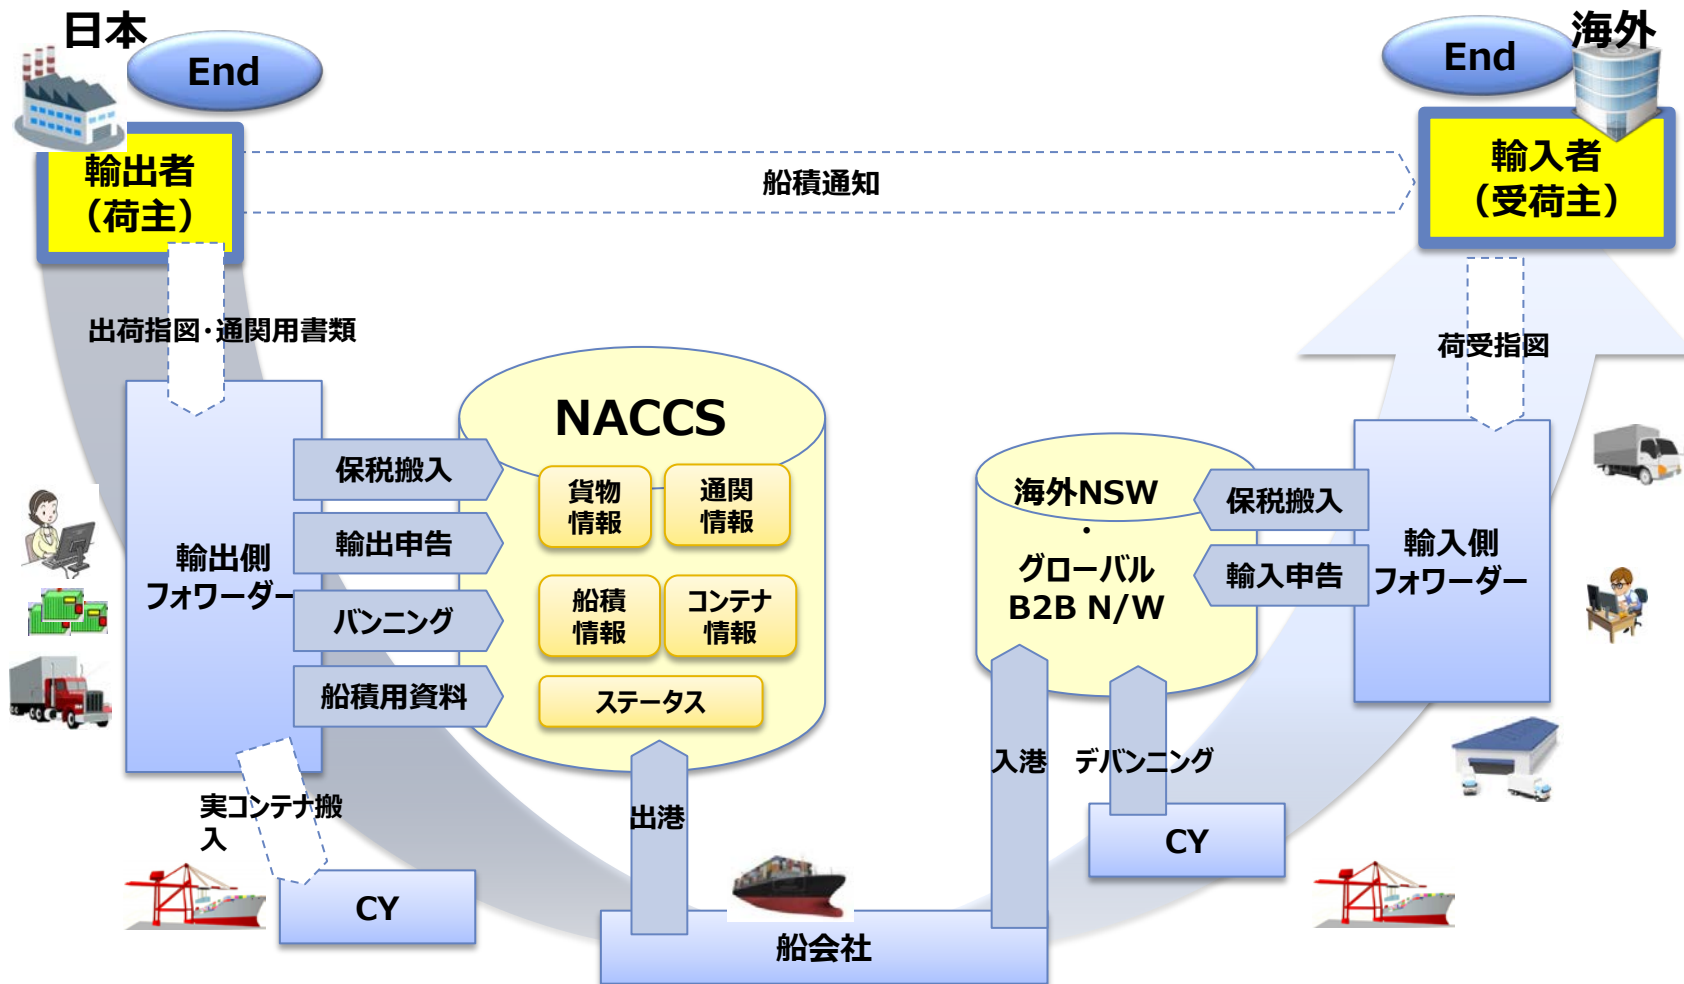 日本
End
海外
End
輸出者
（荷主）
船積通知
輸入者
（受荷主）
出荷指図・通関用書類
荷受指図
NACCS
貨物
情報
通関
情報
船積
情報
コンテナ
情報
ステータス
保税搬入
輸出申告
バンニング
船積用資料
輸出側
フォワーダー
海外NSW
・
グローバル
B2B N/W
保税搬入
輸入申告
輸入側
フォワーダー
実コンテナ搬
入
CY
出港
入港
デバンニング
CY
船会社